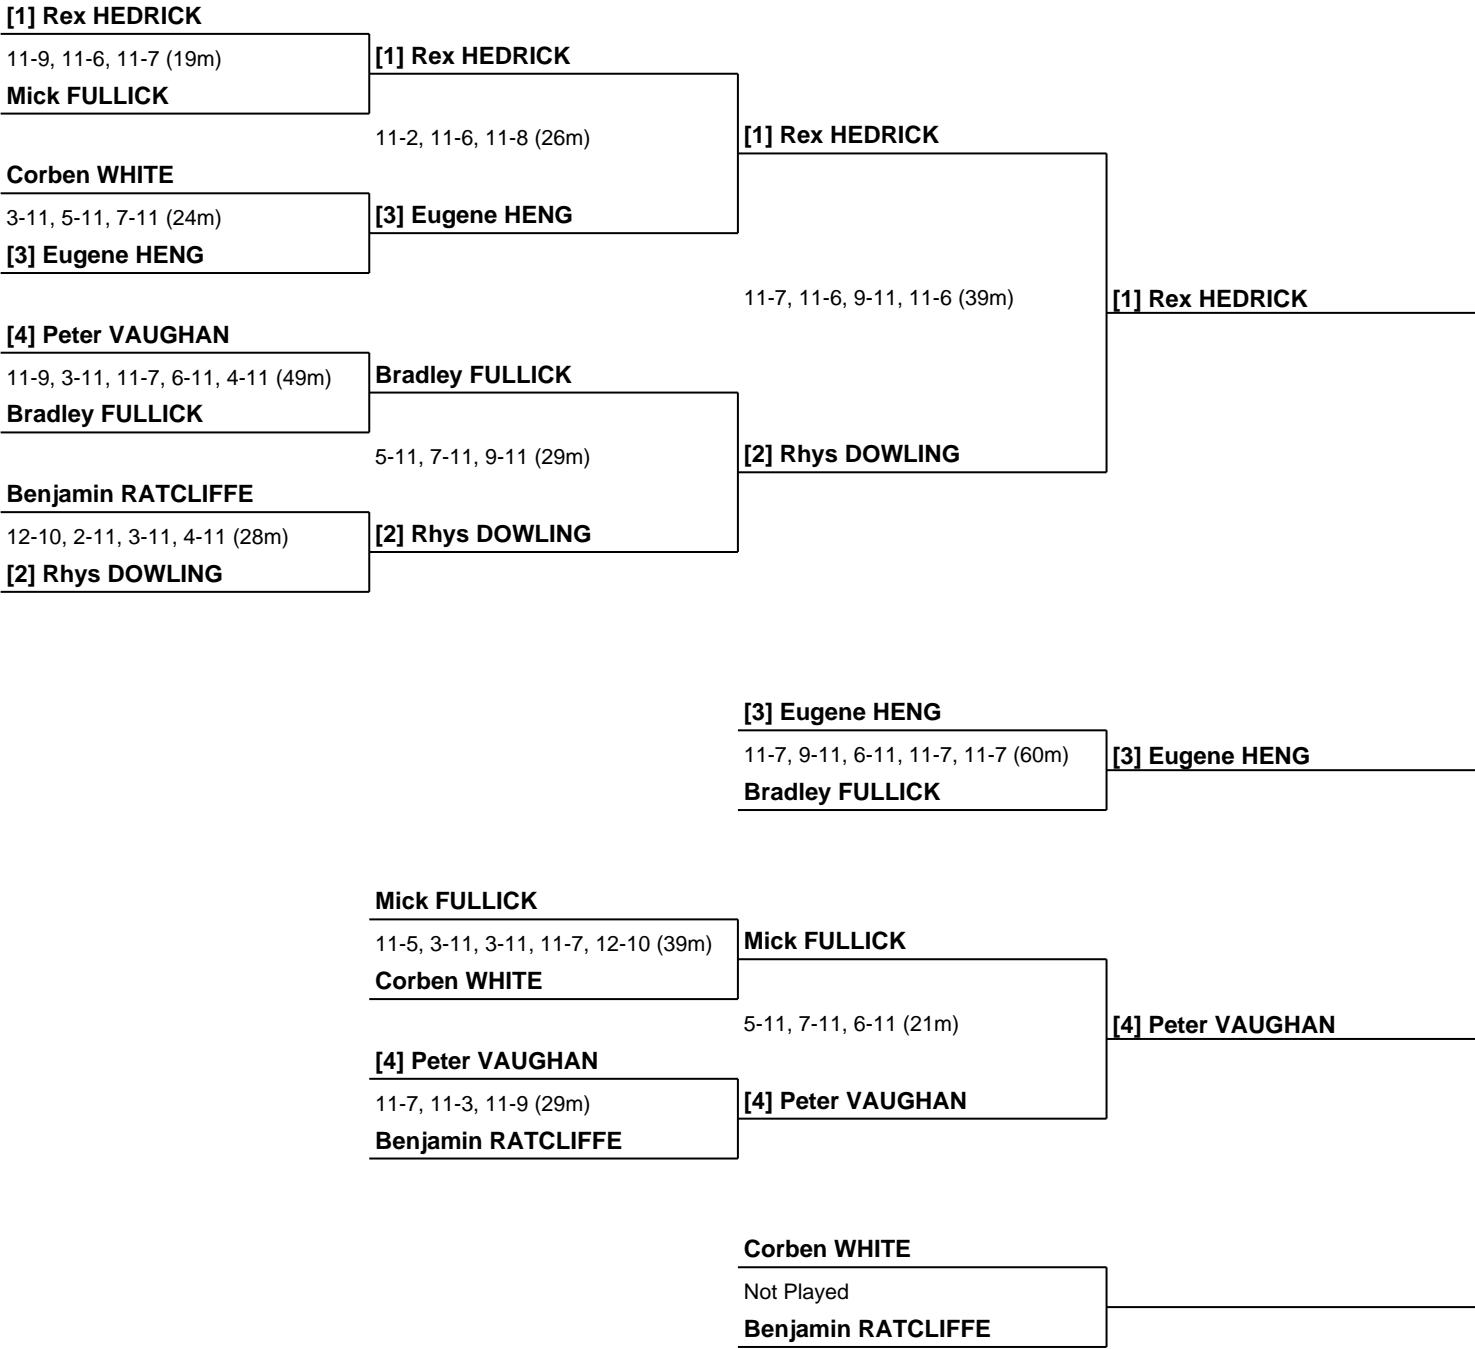 [1] Rex HEDRICK
11-9, 11-6, 11-7 (19m)
Mick FULLICK
[1] Rex HEDRICK
11-2, 11-6, 11-8 (26m)
[1] Rex HEDRICK
Corben WHITE
3-11, 5-11, 7-11 (24m)
[3] Eugene HENG
[3] Eugene HENG
11-7, 11-6, 9-11, 11-6 (39m)
[1] Rex HEDRICK
[4] Peter VAUGHAN
11-9, 3-11, 11-7, 6-11, 4-11 (49m)
Bradley FULLICK
Bradley FULLICK
5-11, 7-11, 9-11 (29m)
[2] Rhys DOWLING
Benjamin RATCLIFFE
12-10, 2-11, 3-11, 4-11 (28m)
[2] Rhys DOWLING
[2] Rhys DOWLING
[3] Eugene HENG
11-7, 9-11, 6-11, 11-7, 11-7 (60m)
[3] Eugene HENG
Bradley FULLICK
Mick FULLICK
11-5, 3-11, 3-11, 11-7, 12-10 (39m)
Mick FULLICK
Corben WHITE
5-11, 7-11, 6-11 (21m)
[4] Peter VAUGHAN
[4] Peter VAUGHAN
11-7, 11-3, 11-9 (29m)
[4] Peter VAUGHAN
Benjamin RATCLIFFE
Corben WHITE
Not Played
Benjamin RATCLIFFE